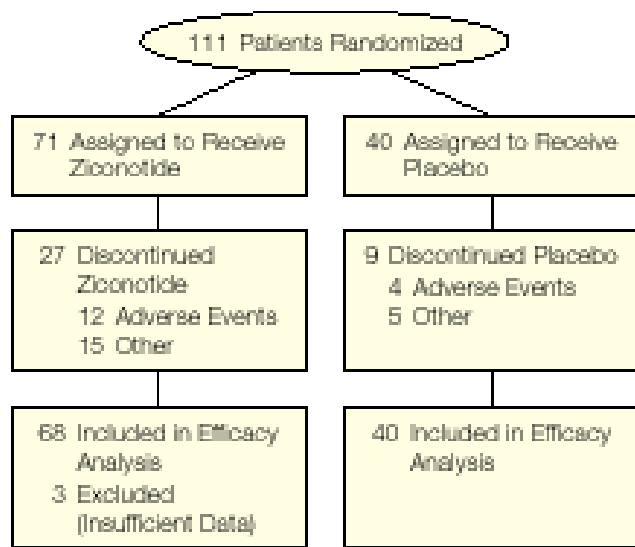 111 Patients Randomized
71 Assigned to Receive
Ziconotide
40 Assigned to Receive
Placebo
27 Discontinued
Ziconotide
12 Adverse Events
15 Other
9 Discontinued Placebo
4 Adverse Events
5 Other
68 Included in Efficacy
Analysis
3 Excluded
(Insufficient Data)
40 Included in Efficacy
Analysis